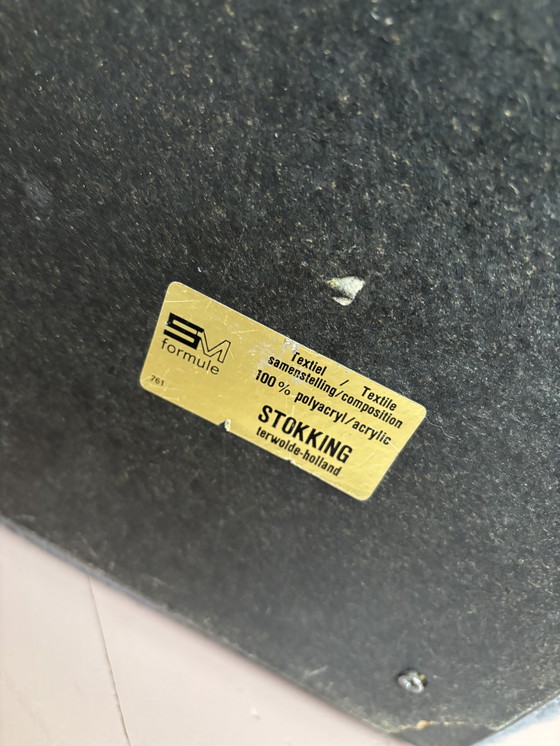 SM
formule
761
Textiel / Textile
samenstelling/composition
100% polyacryl/acrylic
STOKKING
terwolde-holland